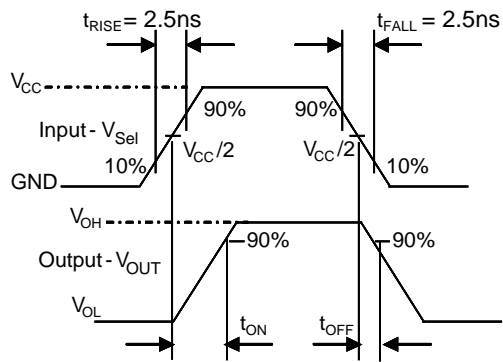 tRISE = 2.5ns
tFALL = 2.5ns
VCC
90%
90%
Input - VSel
VCC/2
VCC/2
10%
10%
GND
VOH
90%
90%
Output - VOUT
VOL
tON
tOFF